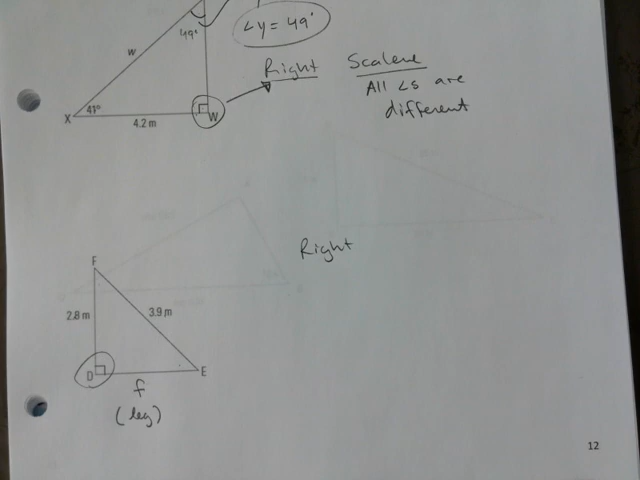 ∠y = 49°
49°
w
Right Scalene
All ∠s are
different
41°
X
W
4.2 m
Right
F
2.8 m
3.9 m
D
E
f
(leg)
12